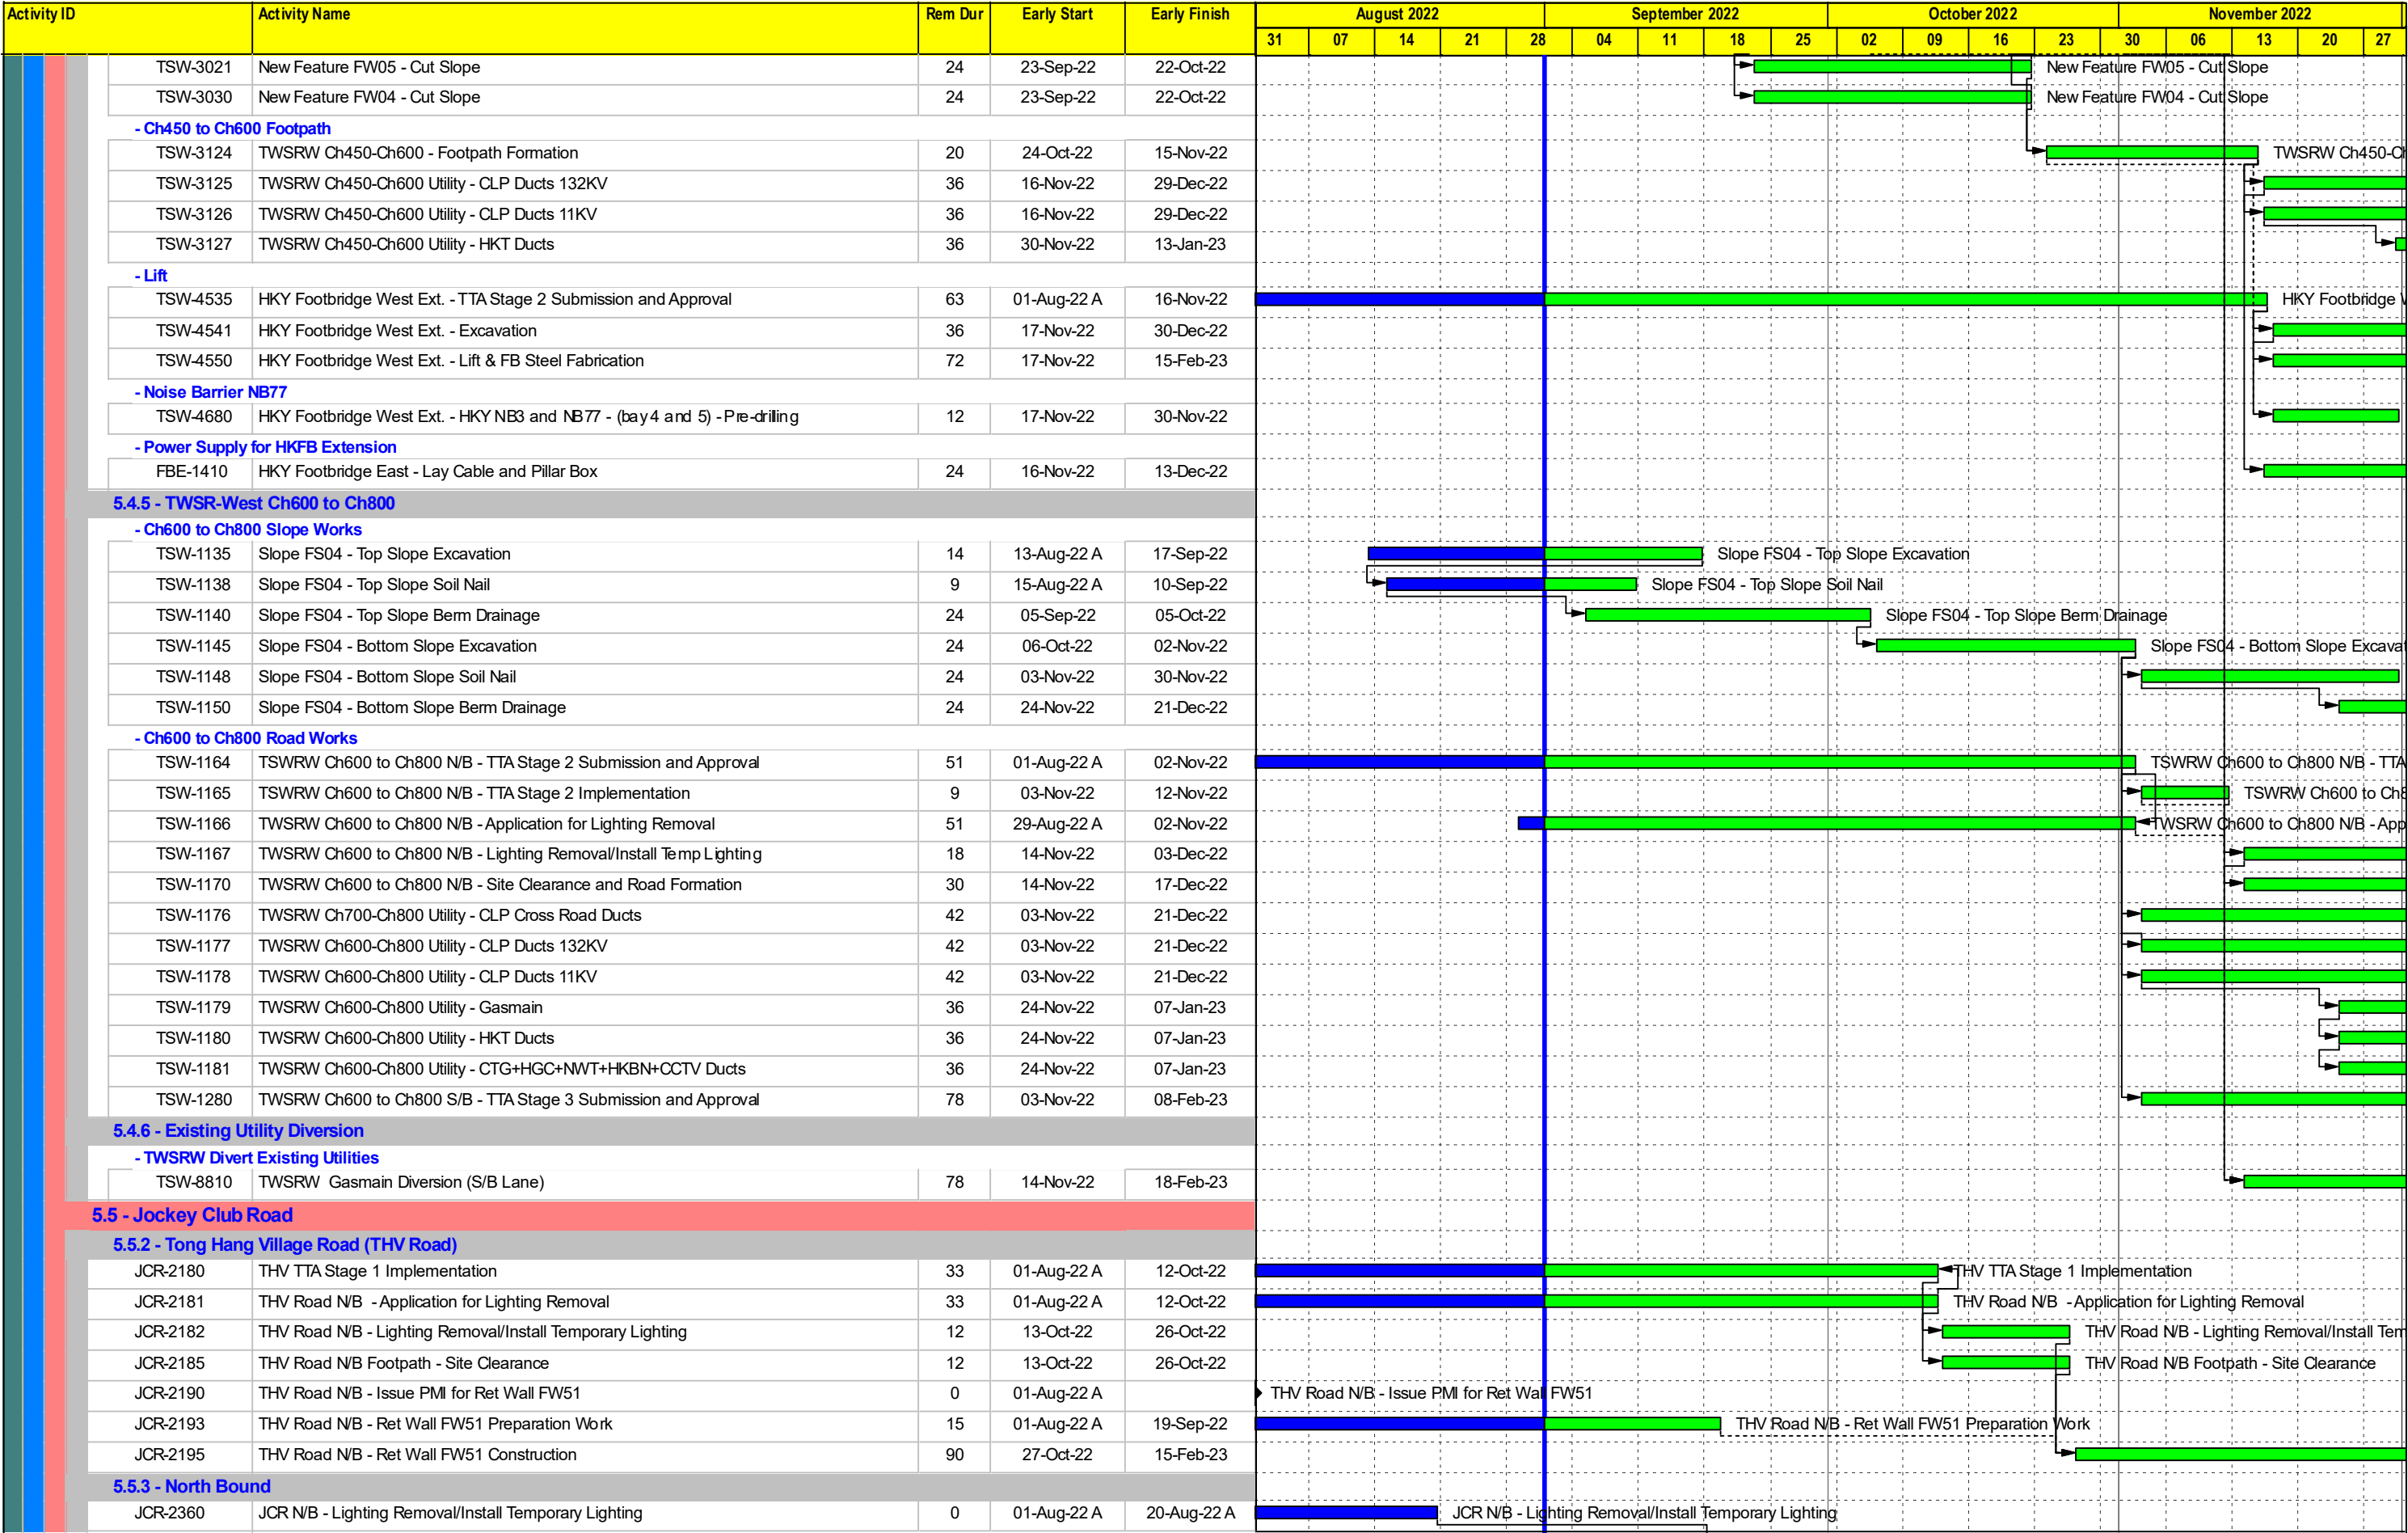 Activity ID Activity Name Rem Dur Early Start Early Finish August 2022 September 2022 October 2022 November 2022
31 07 14 21 28 04 11 18 25 02 09 16 23 30 06 13 20 27
TSW-3021 New Feature FW05 - Cut Slope 24 23-Sep-22 22-Oct-22 New Feature FW05 - Cut Slope
TSW-3030 New Feature FW04 - Cut Slope 24 23-Sep-22 22-Oct-22 New Feature FW04 - Cut Slope
- Ch450 to Ch600 Footpath
TSW-3124 TWSRW Ch450-Ch600 - Footpath Formation 20 24-Oct-22 15-Nov-22 TWSRW Ch450-Ch
TSW-3125 TWSRW Ch450-Ch600 Utility - CLP Ducts 132KV 36 16-Nov-22 29-Dec-22
TSW-3126 TWSRW Ch450-Ch600 Utility - CLP Ducts 11KV 36 16-Nov-22 29-Dec-22
TSW-3127 TWSRW Ch450-Ch600 Utility - HKT Ducts 36 30-Nov-22 13-Jan-23
- Lift
TSW-4535 HKY Footbridge West Ext. - TTA Stage 2 Submission and Approval 63 01-Aug-22 A 16-Nov-22 HKY Footbridge
TSW-4541 HKY Footbridge West Ext. - Excavation 36 17-Nov-22 30-Dec-22
TSW-4550 HKY Footbridge West Ext. - Lift & FB Steel Fabrication 72 17-Nov-22 15-Feb-23
- Noise Barrier NB77
TSW-4680 HKY Footbridge West Ext. - HKY NB3 and NB77 - (bay 4 and 5) - Pre-drilling 12 17-Nov-22 30-Nov-22
- Power Supply for HKFB Extension
FBE-1410 HKY Footbridge East - Lay Cable and Pillar Box 24 16-Nov-22 13-Dec-22
5.4.5 - TWSR-West Ch600 to Ch800
- Ch600 to Ch800 Slope Works
TSW-1135 Slope FS04 - Top Slope Excavation 14 13-Aug-22 A 17-Sep-22 Slope FS04 - Top Slope Excavation
TSW-1138 Slope FS04 - Top Slope Soil Nail 9 15-Aug-22 A 10-Sep-22 Slope FS04 - Top Slope Soil Nail
TSW-1140 Slope FS04 - Top Slope Berm Drainage 24 05-Sep-22 05-Oct-22 Slope FS04 - Top Slope Berm Drainage
TSW-1145 Slope FS04 - Bottom Slope Excavation 24 06-Oct-22 02-Nov-22 Slope FS04 - Bottom Slope Excavat
TSW-1148 Slope FS04 - Bottom Slope Soil Nail 24 03-Nov-22 30-Nov-22
TSW-1150 Slope FS04 - Bottom Slope Berm Drainage 24 24-Nov-22 21-Dec-22
- Ch600 to Ch800 Road Works
TSW-1164 TSWRW Ch600 to Ch800 N/B - TTA Stage 2 Submission and Approval 51 01-Aug-22 A 02-Nov-22 TSWRW Ch600 to Ch800 N/B - TTA
TSW-1165 TSWRW Ch600 to Ch800 N/B - TTA Stage 2 Implementation 9 03-Nov-22 12-Nov-22 TSWRW Ch600 to Ch8
TSW-1166 TWSRW Ch600 to Ch800 N/B - Application for Lighting Removal 51 29-Aug-22 A 02-Nov-22 TWSRW Ch600 to Ch800 N/B - App
TSW-1167 TWSRW Ch600 to Ch800 N/B - Lighting Removal/Install Temp Lighting 18 14-Nov-22 03-Dec-22
TSW-1170 TWSRW Ch600 to Ch800 N/B - Site Clearance and Road Formation 30 14-Nov-22 17-Dec-22
TSW-1176 TWSRW Ch700-Ch800 Utility - CLP Cross Road Ducts 42 03-Nov-22 21-Dec-22
TSW-1177 TWSRW Ch600-Ch800 Utility - CLP Ducts 132KV 42 03-Nov-22 21-Dec-22
TSW-1178 TWSRW Ch600-Ch800 Utility - CLP Ducts 11KV 42 03-Nov-22 21-Dec-22
TSW-1179 TWSRW Ch600-Ch800 Utility - Gasmain 36 24-Nov-22 07-Jan-23
TSW-1180 TWSRW Ch600-Ch800 Utility - HKT Ducts 36 24-Nov-22 07-Jan-23
TSW-1181 TWSRW Ch600-Ch800 Utility - CTG+HGC+NWT+HKBN+CCTV Ducts 36 24-Nov-22 07-Jan-23
TSW-1280 TWSRW Ch600 to Ch800 S/B - TTA Stage 3 Submission and Approval 78 03-Nov-22 08-Feb-23
5.4.6 - Existing Utility Diversion
- TWSRW Divert Existing Utilities
TSW-8810 TWSRW Gasmain Diversion (S/B Lane) 78 14-Nov-22 18-Feb-23
5.5 - Jockey Club Road
5.5.2 - Tong Hang Village Road (THV Road)
JCR-2180 THV TTA Stage 1 Implementation 33 01-Aug-22 A 12-Oct-22 THV TTA Stage 1 Implementation
JCR-2181 THV Road N/B - Application for Lighting Removal 33 01-Aug-22 A 12-Oct-22 THV Road N/B - Application for Lighting Removal
JCR-2182 THV Road N/B - Lighting Removal/Install Temporary Lighting 12 13-Oct-22 26-Oct-22 THV Road N/B - Lighting Removal/Install Tem
JCR-2185 THV Road N/B Footpath - Site Clearance 12 13-Oct-22 26-Oct-22 THV Road N/B Footpath - Site Clearance
JCR-2190 THV Road N/B - Issue PMI for Ret Wall FW51 0 01-Aug-22 A THV Road N/B - Issue PMI for Ret Wall FW51
JCR-2193 THV Road N/B - Ret Wall FW51 Preparation Work 15 01-Aug-22 A 19-Sep-22 THV Road N/B - Ret Wall FW51 Preparation Work
JCR-2195 THV Road N/B - Ret Wall FW51 Construction 90 27-Oct-22 15-Feb-23
5.5.3 - North Bound
JCR-2360 JCR N/B - Lighting Removal/Install Temporary Lighting 0 01-Aug-22 A 20-Aug-22 A JCR N/B - Lighting Removal/Install Temporary Lighting